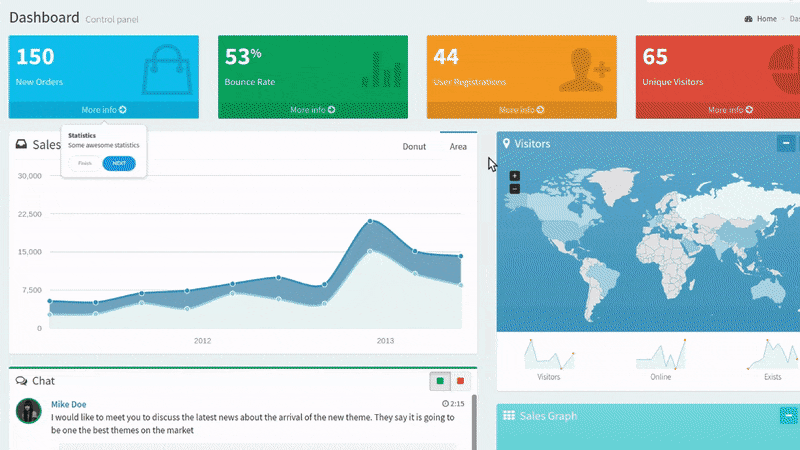 Dashboard Control panel
Home
150
New Orders
More info
53%
Bounce Rate
More info
44
User Registrations
More info
65
Unique Visitors
More info
Statistics
Some awesome statistics
Finish
NEXT
Sales
Donut
Area
30,000
22,500
15,000
7,500
0
2012
2013
Visitors
+
−
Visitors
Online
Exists
Chat
Mike Doe
2:15
I would like to meet you to discuss the latest news about the arrival of the new theme. They say it is going to
be one the best themes on the market
Sales Graph